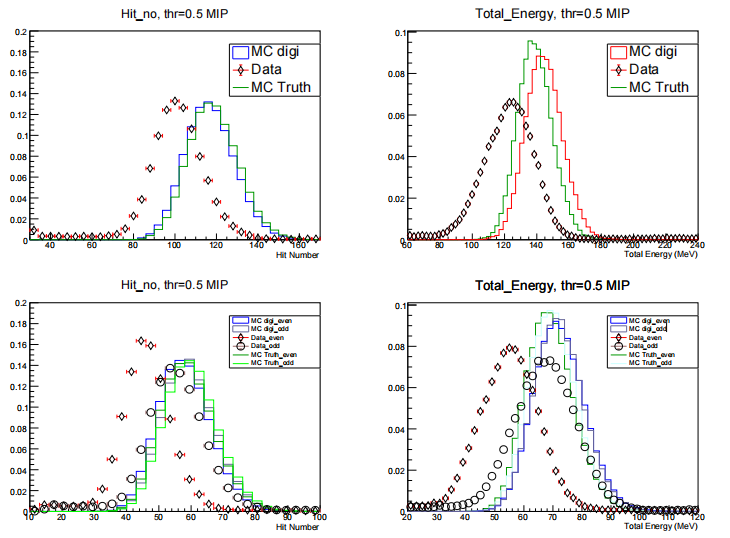 Hit_no, thr=0.5 MIP
0.2
0.18
0.16
0.14
0.12
0.1
0.08
0.06
0.04
0.02
0
MC digi
Data
MC Truth
40 60 80 100 120 140 160
Hit Number
Total_Energy, thr=0.5 MIP
0.1
0.08
0.06
0.04
0.02
0
MC digi
Data
MC Truth
60 80 100 120 140 160 180 200 220 240
Total Energy (MeV)
Hit_no, thr=0.5 MIP
0.2
0.18
0.16
0.14
0.12
0.1
0.08
0.06
0.04
0.02
0
MC digi_even
MC digi_odd
Data_even
Data_odd
MC Truth_even
MC Truth_odd
10 20 30 40 50 60 70 80 90 100
Hit Number
Total_Energy, thr=0.5 MIP
0.1
0.08
0.06
0.04
0.02
0
MC digi_even
MC digi_odd
Data_even
Data_odd
MC Truth_even
MC Truth_odd
20 30 40 50 60 70 80 90 100 110 120
Total Energy (MeV)